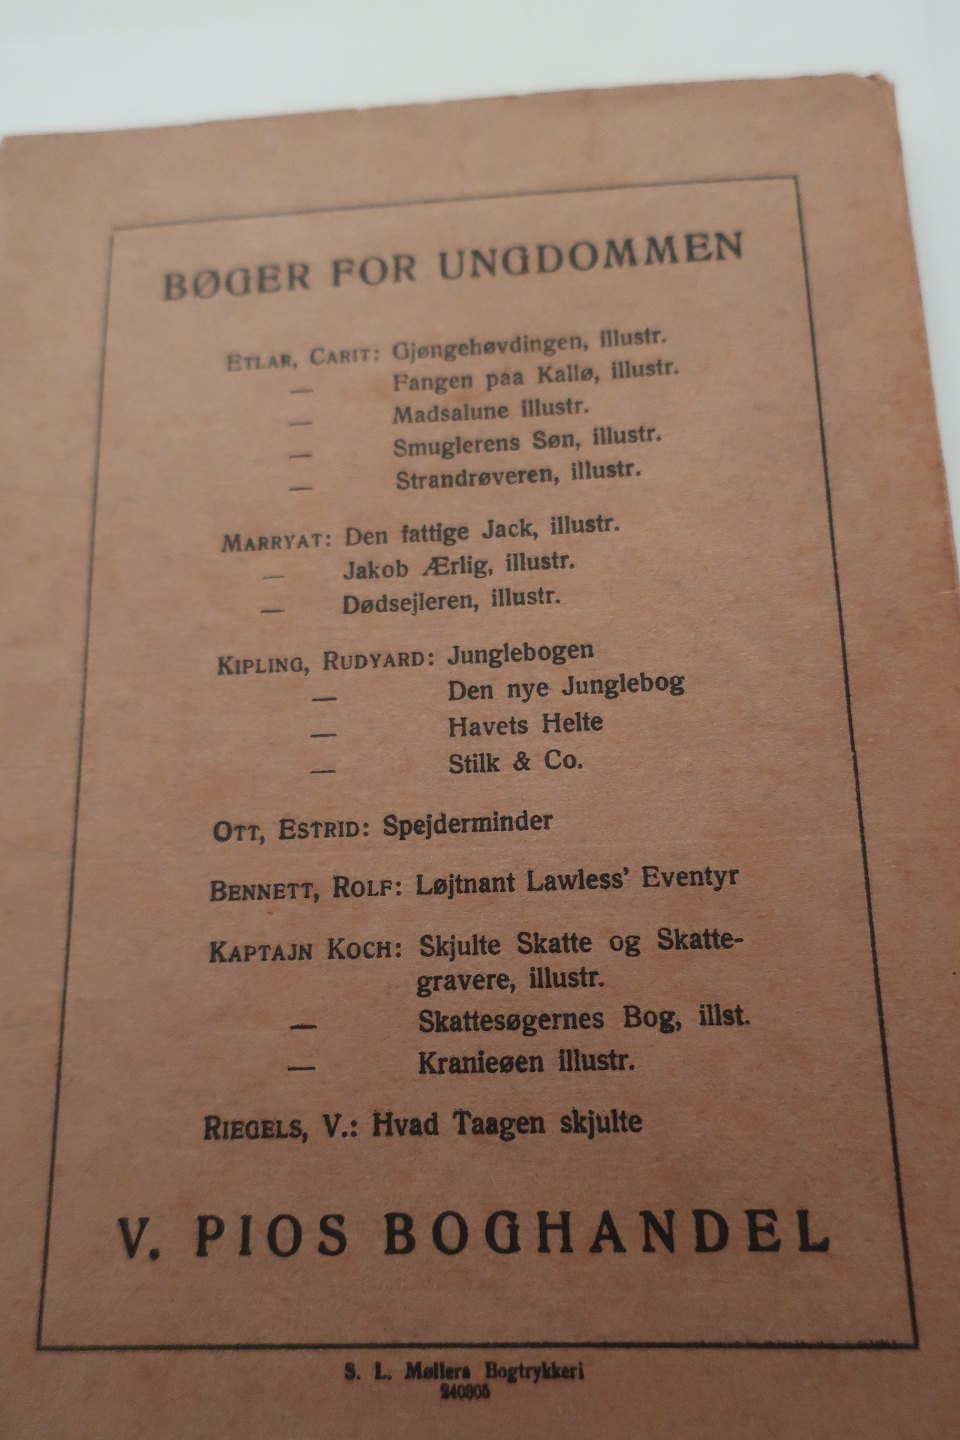 BØGER FOR UNGDOMMEN
ETLAR, CARIT: Gjøngehøvdingen, illustr.
— Fangen paa Kallø, illustr.
— Madsalune illustr.
— Smuglerens Søn, illustr.
— Strandrøveren, illustr.
MARRYAT: Den fattige Jack, illustr.
— Jakob Ærlig, illustr.
— Dødsejleren, illustr.
KIPLING, RUDYARD: Junglebogen
— Den nye Junglebog
— Havets Helte
— Stilk & Co.
OTT, ESTRID: Spejderminder
BENNETT, ROLF: Løjtnant Lawless' Eventyr
KAPTAJN KOCH: Skjulte Skatte og Skatte-
gravere, illustr.
— Skattesøgernes Bog, illst.
— Kranieøen illustr.
RIEGELS, V.: Hvad Taagen skjulte
V. PIOS BOGHANDEL
S. L. Møllers Bogtrykkeri